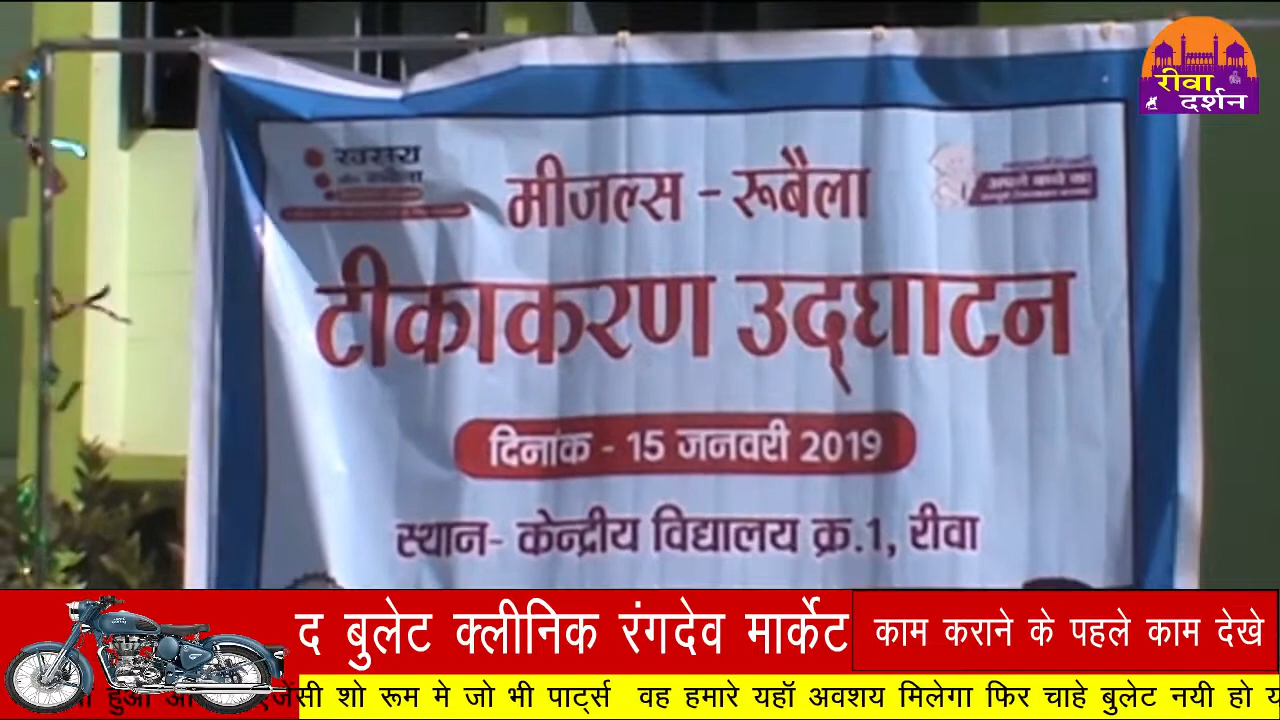 रीवा
दर्शन
मीजल्स - रूबैला
टीकाकरण उद्घाटन
दिनांक - 15 जनवरी 2019
स्थान- केन्द्रीय विद्यालय क्र.1, रीवा
द बुलेट क्लीनिक रंगदेव मार्केट
काम कराने के पहले काम देखे
शो रूम मे जो भी पार्ट्स वह हमारे यहॉ अवशय मिलेगा फिर चाहे बुलेट नयी हो